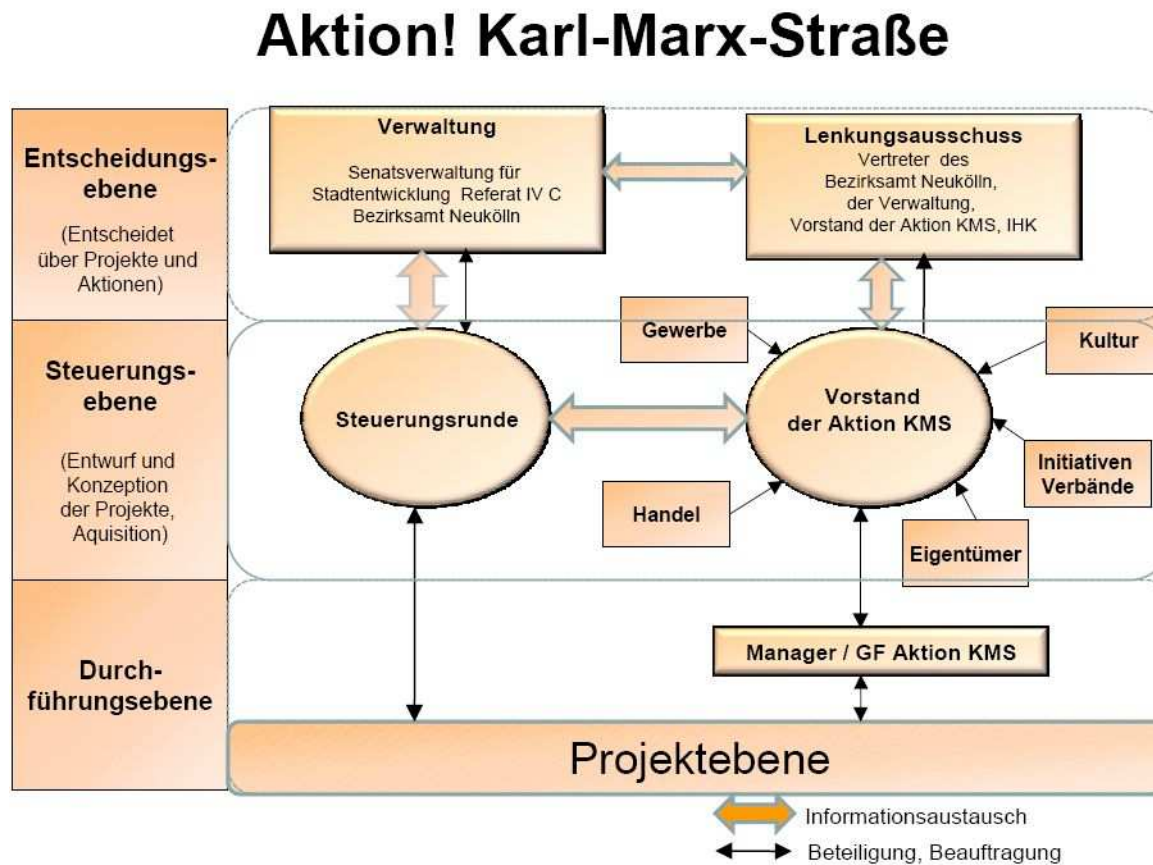 Aktion! Karl-Marx-Straße
Entscheidungs-
ebene
(Entscheidet
über Projekte und
Aktionen)
Verwaltung
Senatsverwaltung für
Stadtentwicklung Referat IV C
Bezirksamt Neukölln
Lenkungsausschuss
Vertreter des
Bezirksamt Neukölln,
der Verwaltung,
Vorstand der Aktion KMS, IHK
Steuerungs-
ebene
(Entwurf und
Konzeption
der Projekte,
Aquisition)
Steuerungsrunde
Gewerbe
Kultur
Vorstand
der Aktion KMS
Initiativen
Verbände
Handel
Eigentümer
Durch-
führungsebene
Manager / GF Aktion KMS
Projektebene
Informationsaustausch
Beteiligung, Beauftragung